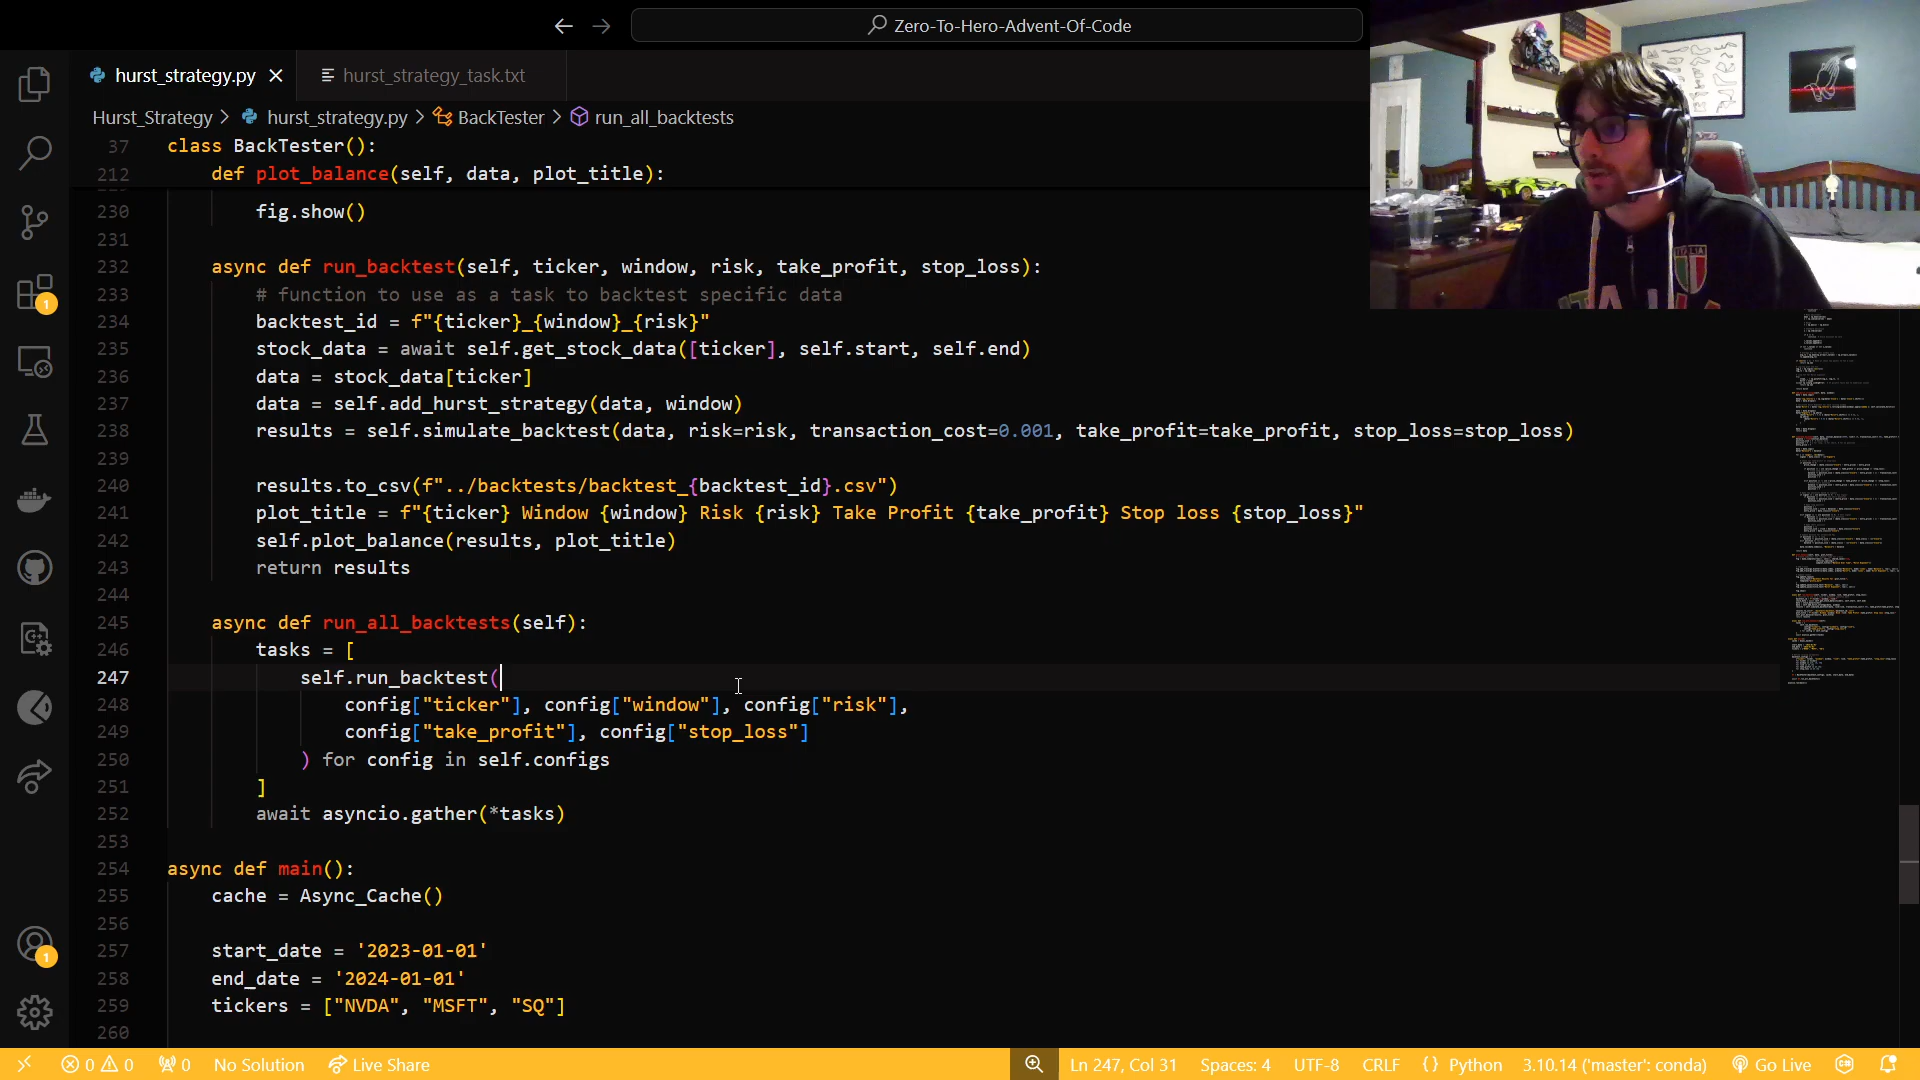 Zero-To-Hero-Advent-Of-Code
hurst_strategy.py
hurst_strategy_task.txt
Hurst_Strategy > hurst_strategy.py > BackTester > run_all_backtests
37 class BackTester():
212 def plot_balance(self, data, plot_title):
230 fig.show()
231
232 async def run_backtest(self, ticker, window, risk, take_profit, stop_loss):
233 # function to use as a task to backtest specific data
234 backtest_id = f"{ticker}_{window}_{risk}"
235 stock_data = await self.get_stock_data([ticker], self.start, self.end)
236 data = stock_data[ticker]
237 data = self.add_hurst_strategy(data, window)
238 results = self.simulate_backtest(data, risk=risk, transaction_cost=0.001, take_profit=take_profit, stop_loss=stop_loss)
239
240 results.to_csv(f"../backtests/backtest_{backtest_id}.csv")
241 plot_title = f"{ticker} Window {window} Risk {risk} Take Profit {take_profit} Stop loss {stop_loss}"
242 self.plot_balance(results, plot_title)
243 return results
244
245 async def run_all_backtests(self):
246 tasks = [
247 self.run_backtest(
248 config["ticker"], config["window"], config["risk"],
249 config["take_profit"], config["stop_loss"]
250 ) for config in self.configs
251 ]
252 await asyncio.gather(*tasks)
253
254 async def main():
255 cache = Async_Cache()
256
257 start_date = '2023-01-01'
258 end_date = '2024-01-01'
259 tickers = ["NVDA", "MSFT", "SQ"]
260
1
1
ITALIA
0 0 0 No Solution Live Share Ln 247, Col 31 Spaces: 4 UTF-8 CRLF {} Python 3.10.14 ('master': conda) Go Live